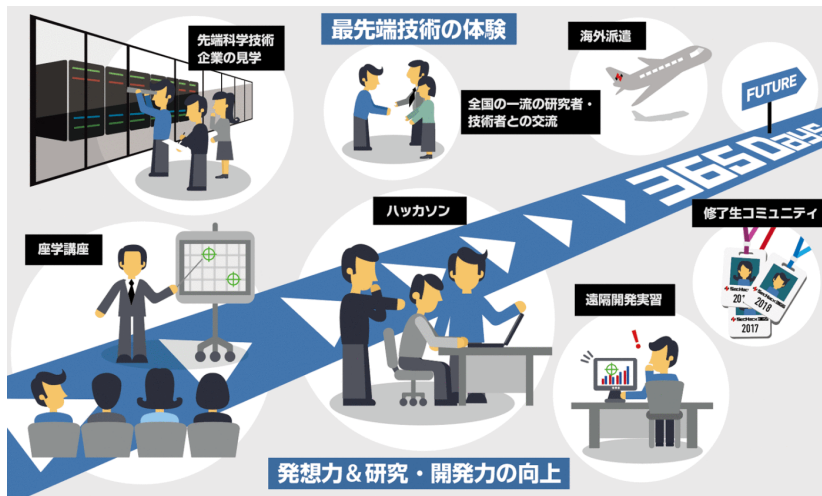 最先端技術の体験
先端科学技術
企業の見学
全国の一流の研究者・
技術者との交流
海外派遣
FUTURE
365Days
ハッカソン
修了生コミュニティ
座学講座
遠隔開発実習
SecHack365
2018
2017
発想力＆研究・開発力の向上